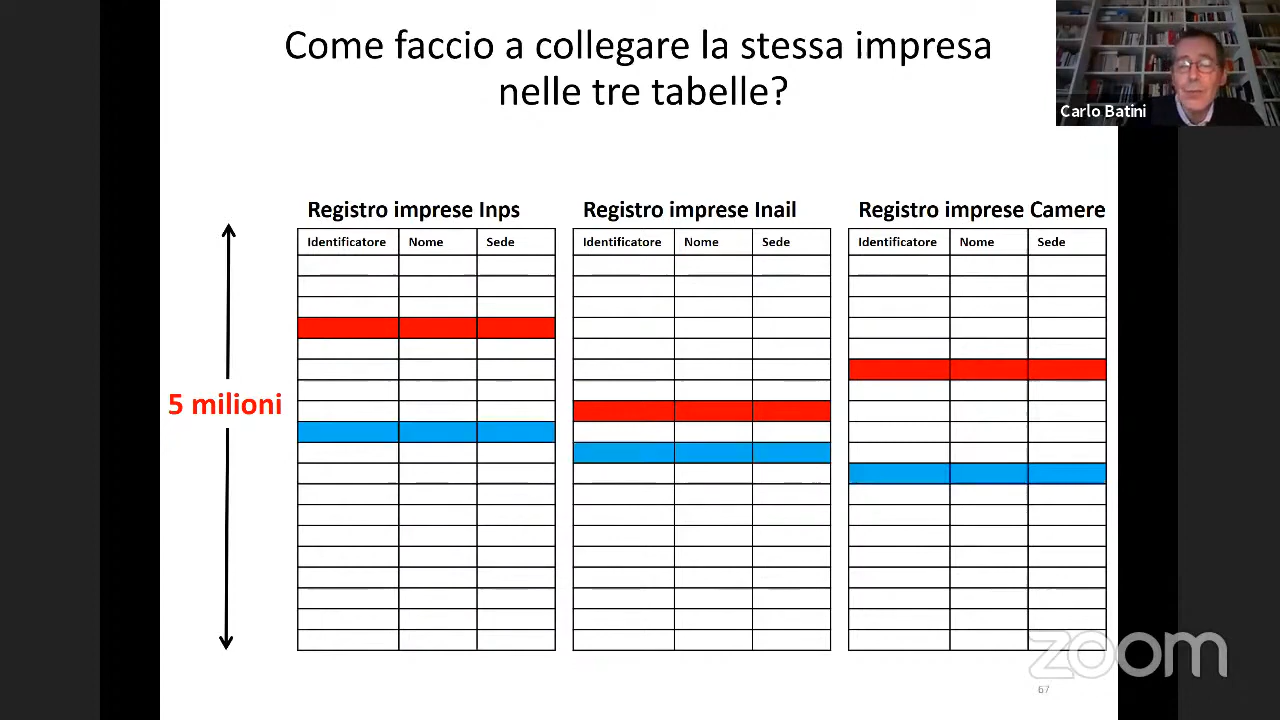 Come faccio a collegare la stessa impresa
nelle tre tabelle?
Carlo Batini
Registro imprese Inps
Registro imprese Inail
Registro imprese Camere
Identificatore Nome Sede
Identificatore Nome Sede
Identificatore Nome Sede
5 milioni
zoom
67